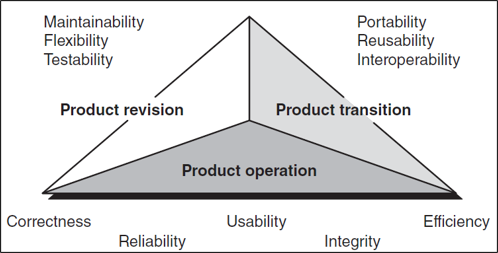 Maintainability
Flexibility
Testability
Portability
Reusability
Interoperability
Product revision
Product transition
Product operation
Correctness
Usability
Efficiency
Reliability
Integrity